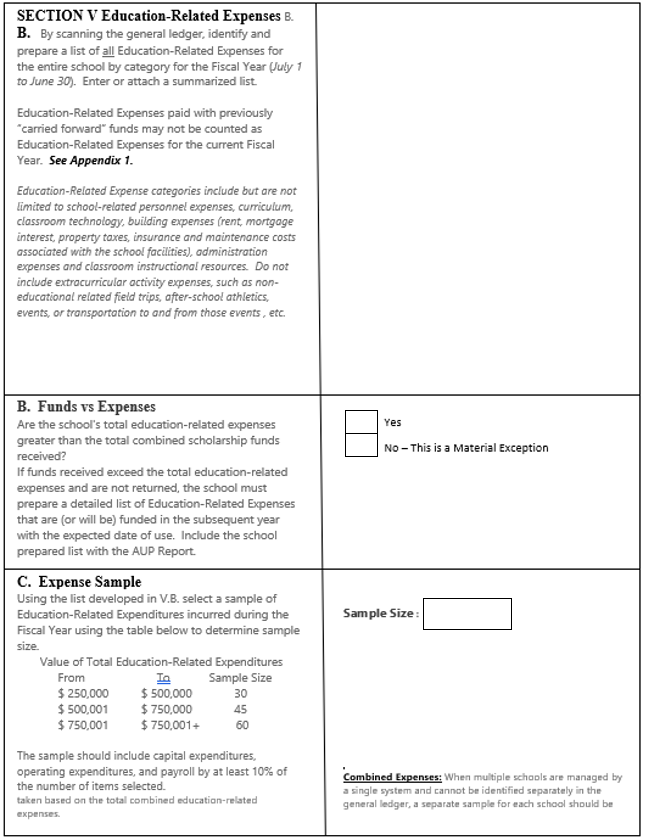 SECTION V Education-Related Expenses B.
B. By scanning the general ledger, identify and
prepare a list of all Education-Related Expenses for
the entire school by category for the Fiscal Year (July 1
to June 30). Enter or attach a summarized list.
Education-Related Expenses paid with previously
"carried forward" funds may not be counted as
Education-Related Expenses for the current Fiscal
Year. See Appendix 1.
Education-Related Expense categories include but are not
limited to school-related personnel expenses, curriculum,
classroom technology, building expenses (rent, mortgage
interest, property taxes, insurance and maintenance costs
associated with the school facilities), administration
expenses and classroom instructional resources. Do not
include extracurricular activity expenses, such as non-
educational related field trips, after-school athletics,
events, or transportation to and from those events , etc.
B. Funds vs Expenses
Are the school's total education-related expenses
greater than the total combined scholarship funds
received?
If funds received exceed the total education-related
expenses and are not returned, the school must
prepare a detailed list of Education-Related Expenses
that are (or will be) funded in the subsequent year
with the expected date of use. Include the school
prepared list with the AUP Report.
Yes
No – This is a Material Exception
C. Expense Sample
Using the list developed in V.B. select a sample of
Education-Related Expenditures incurred during the
Fiscal Year using the table below to determine sample
size.
Value of Total Education-Related Expenditures
From To Sample Size
$ 250,000 $ 500,000 30
$ 500,001 $ 750,000 45
$ 750,001 $ 750,001+ 60
The sample should include capital expenditures,
operating expenditures, and payroll by at least 10% of
the number of items selected.
taken based on the total combined education-related
expenses.
Sample Size :
Combined Expenses: When multiple schools are managed by
a single system and cannot be identified separately in the
general ledger, a separate sample for each school should be